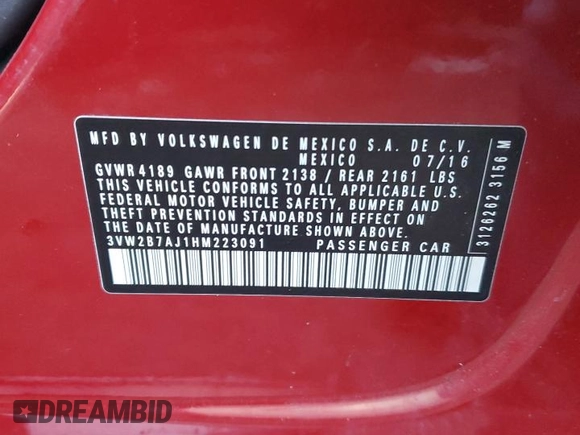 MFD BY VOLKSWAGEN DE MEXICO S.A. DE C.V.
MEXICO 07/16
GVWR 4189 GAWR FRONT 2138 / REAR 2161 LBS
THIS VEHICLE CONFORMS TO ALL APPLICABLE U.S.
FEDERAL MOTOR VEHICLE SAFETY, BUMPER AND
THEFT PREVENTION STANDARDS IN EFFECT ON
THE DATE OF MANUFACTURE SHOWN ABOVE.
3VW2B7AJ1HM223091 PASSENGER CAR
3126262 3156 M
DREAMBID